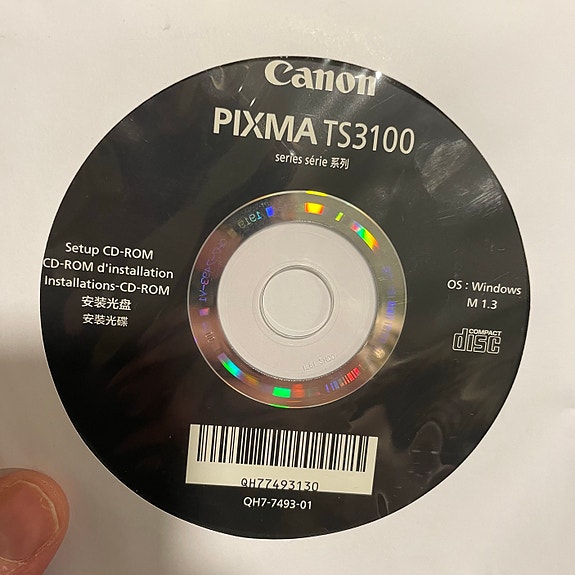 Canon
PIXMA TS3100
series série 系列
Setup CD-ROM
CD-ROM d'installation
Installations-CD-ROM
安装光盘
安裝光碟
OS : Windows
M 1.3
COMPACT
disc
QH77493130
QH7-7493-01